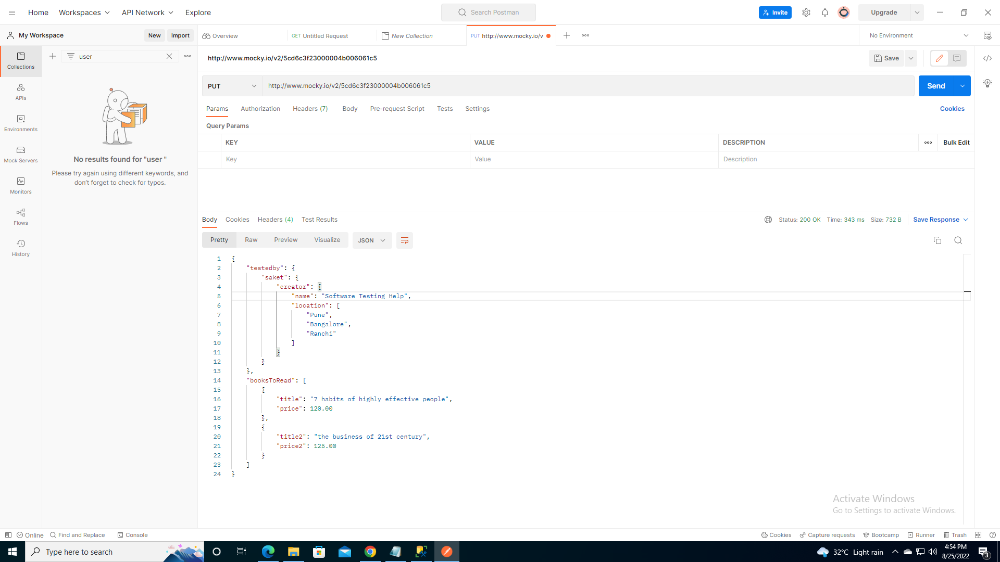 Home Workspaces API Network Explore Search Postman Invite Upgrade
My Workspace New Import Overview GET Untitled Request New Collection PUT http://www.mocky.io/v No Environment
user
http://www.mocky.io/v2/5cd6c3f23000004b006061c5 Save
Collections
APIs
Environments
Mock Servers
Monitors
Flows
History
No results found for "user "
Please try again using different keywords, and
don't forget to check for typos.
PUT http://www.mocky.io/v2/5cd6c3f23000004b006061c5 Send
Params Authorization Headers (7) Body Pre-request Script Tests Settings Cookies
Query Params
KEY VALUE DESCRIPTION Bulk Edit
Key Value Description
Body Cookies Headers (4) Test Results Status: 200 OK Time: 343 ms Size: 732 B Save Response
Pretty Raw Preview Visualize JSON
1 {
2 "testedby": {
3 "saket": {
4 "creator": {
5 "name": "Software Testing Help",
6 "location": [
7 "Pune",
8 "Bangalore",
9 "Ranchi"
10 ]
11 }
12 }
13 },
14 "booksToRead": [
15 {
16 "title": "7 habits of highly effective people",
17 "price": 120.00
18 },
19 {
20 "title2": "the business of 21st century",
21 "price2": 125.00
22 }
23 ]
24 }
Activate Windows
Go to Settings to activate Windows.
Online Find and Replace Console Cookies Capture requests Bootcamp Runner Trash
Type here to search 32°C Light rain 4:54 PM
8/25/2022 3